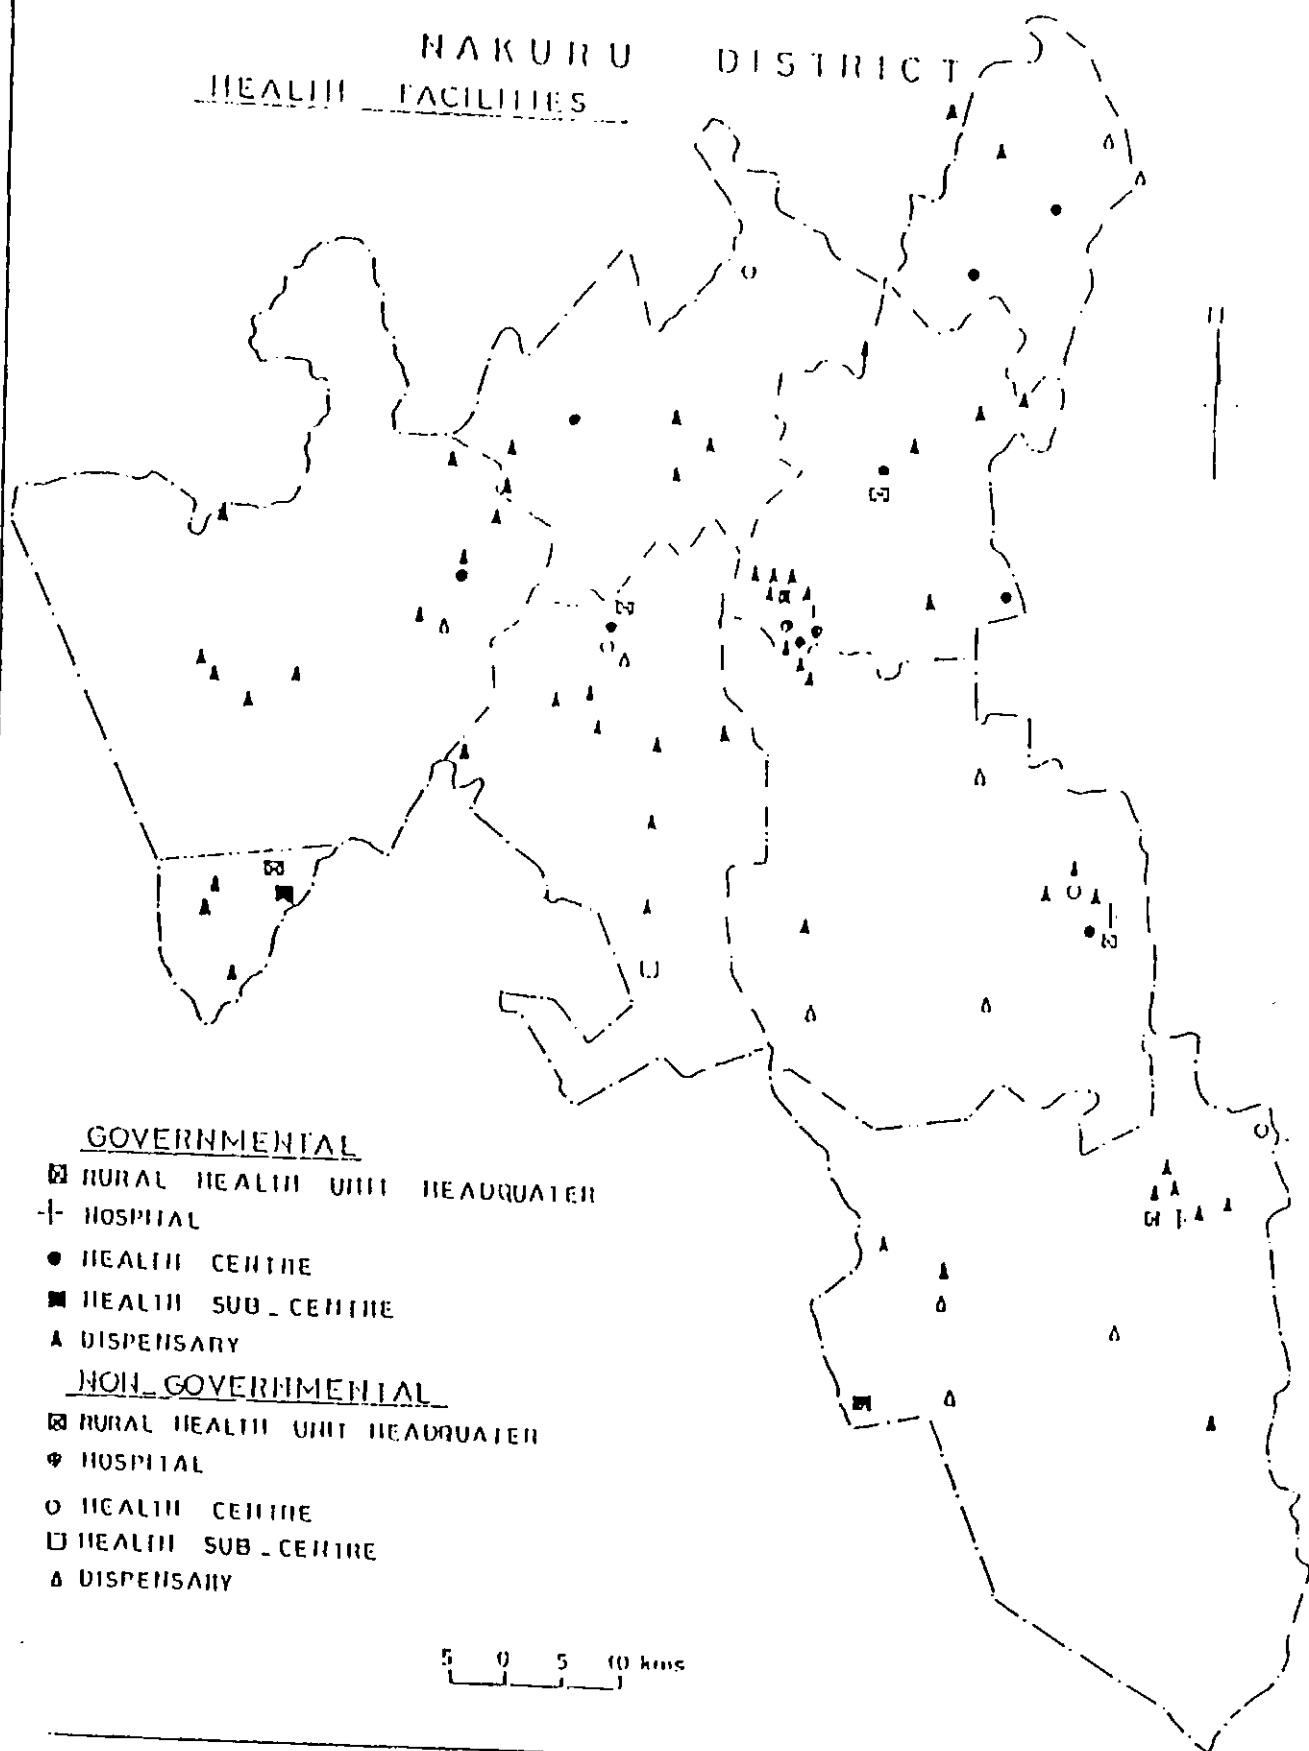 NAKURU DISTRICT
HEALTH FACILITIES
N
GOVERNMENTAL
RURAL HEALTH UNIT HEADQUATER
HOSPITAL
HEALTH CENTRE
HEALTH SUB_CENTRE
DISPENSARY
NON_GOVERNMENTAL
RURAL HEALTH UNIT HEADQUATER
HOSPITAL
HEALTH CENTRE
HEALTH SUB_CENTRE
DISPENSARY
5 0 5 10 kms